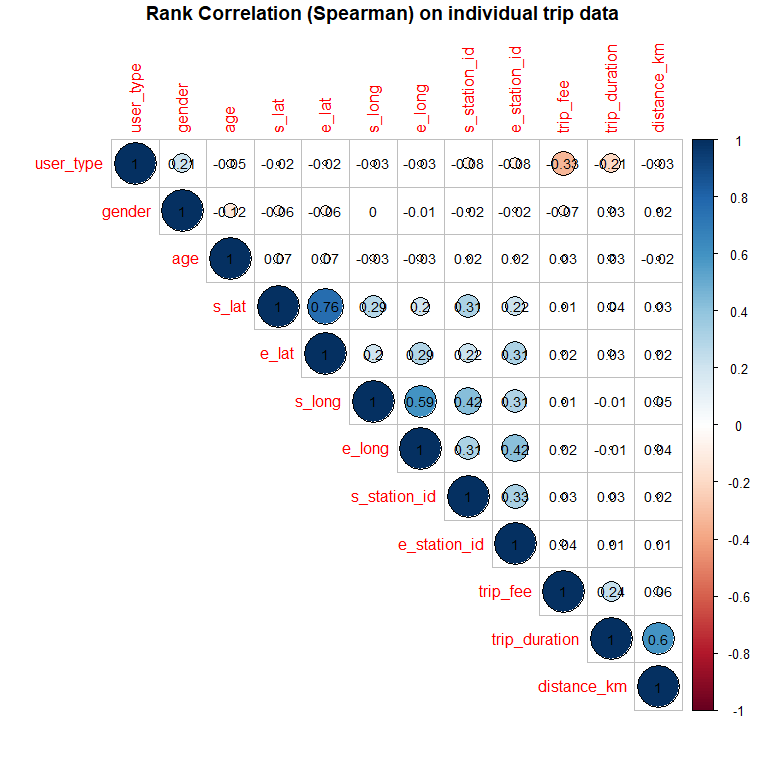 Rank Correlation (Spearman) on individual trip data
user_type gender age s_lat e_lat s_long e_long s_station_id e_station_id trip_fee trip_duration distance_km
user_type 1 0.21 -0.05 -0.02 -0.02 -0.03 -0.03 -0.08 -0.08 -0.33 -0.21 -0.03
gender 1 -0.12 -0.06 -0.06 0 -0.01 -0.02 -0.02 -0.07 0.03 0.02
age 1 0.07 0.07 -0.03 -0.03 0.02 0.02 0.03 0.03 -0.02
s_lat 1 0.76 0.29 0.2 0.31 0.22 0.01 0.04 0.03
e_lat 1 0.2 0.29 0.22 0.31 0.02 0.03 0.02
s_long 1 0.59 0.42 0.31 0.01 -0.01 0.05
e_long 1 0.31 0.42 0.02 -0.01 0.04
s_station_id 1 0.33 0.03 0.03 0.02
e_station_id 1 0.04 0.01 0.01
trip_fee 1 0.24 0.06
trip_duration 1 0.6
distance_km 1
1
0.8
0.6
0.4
0.2
0
-0.2
-0.4
-0.6
-0.8
-1